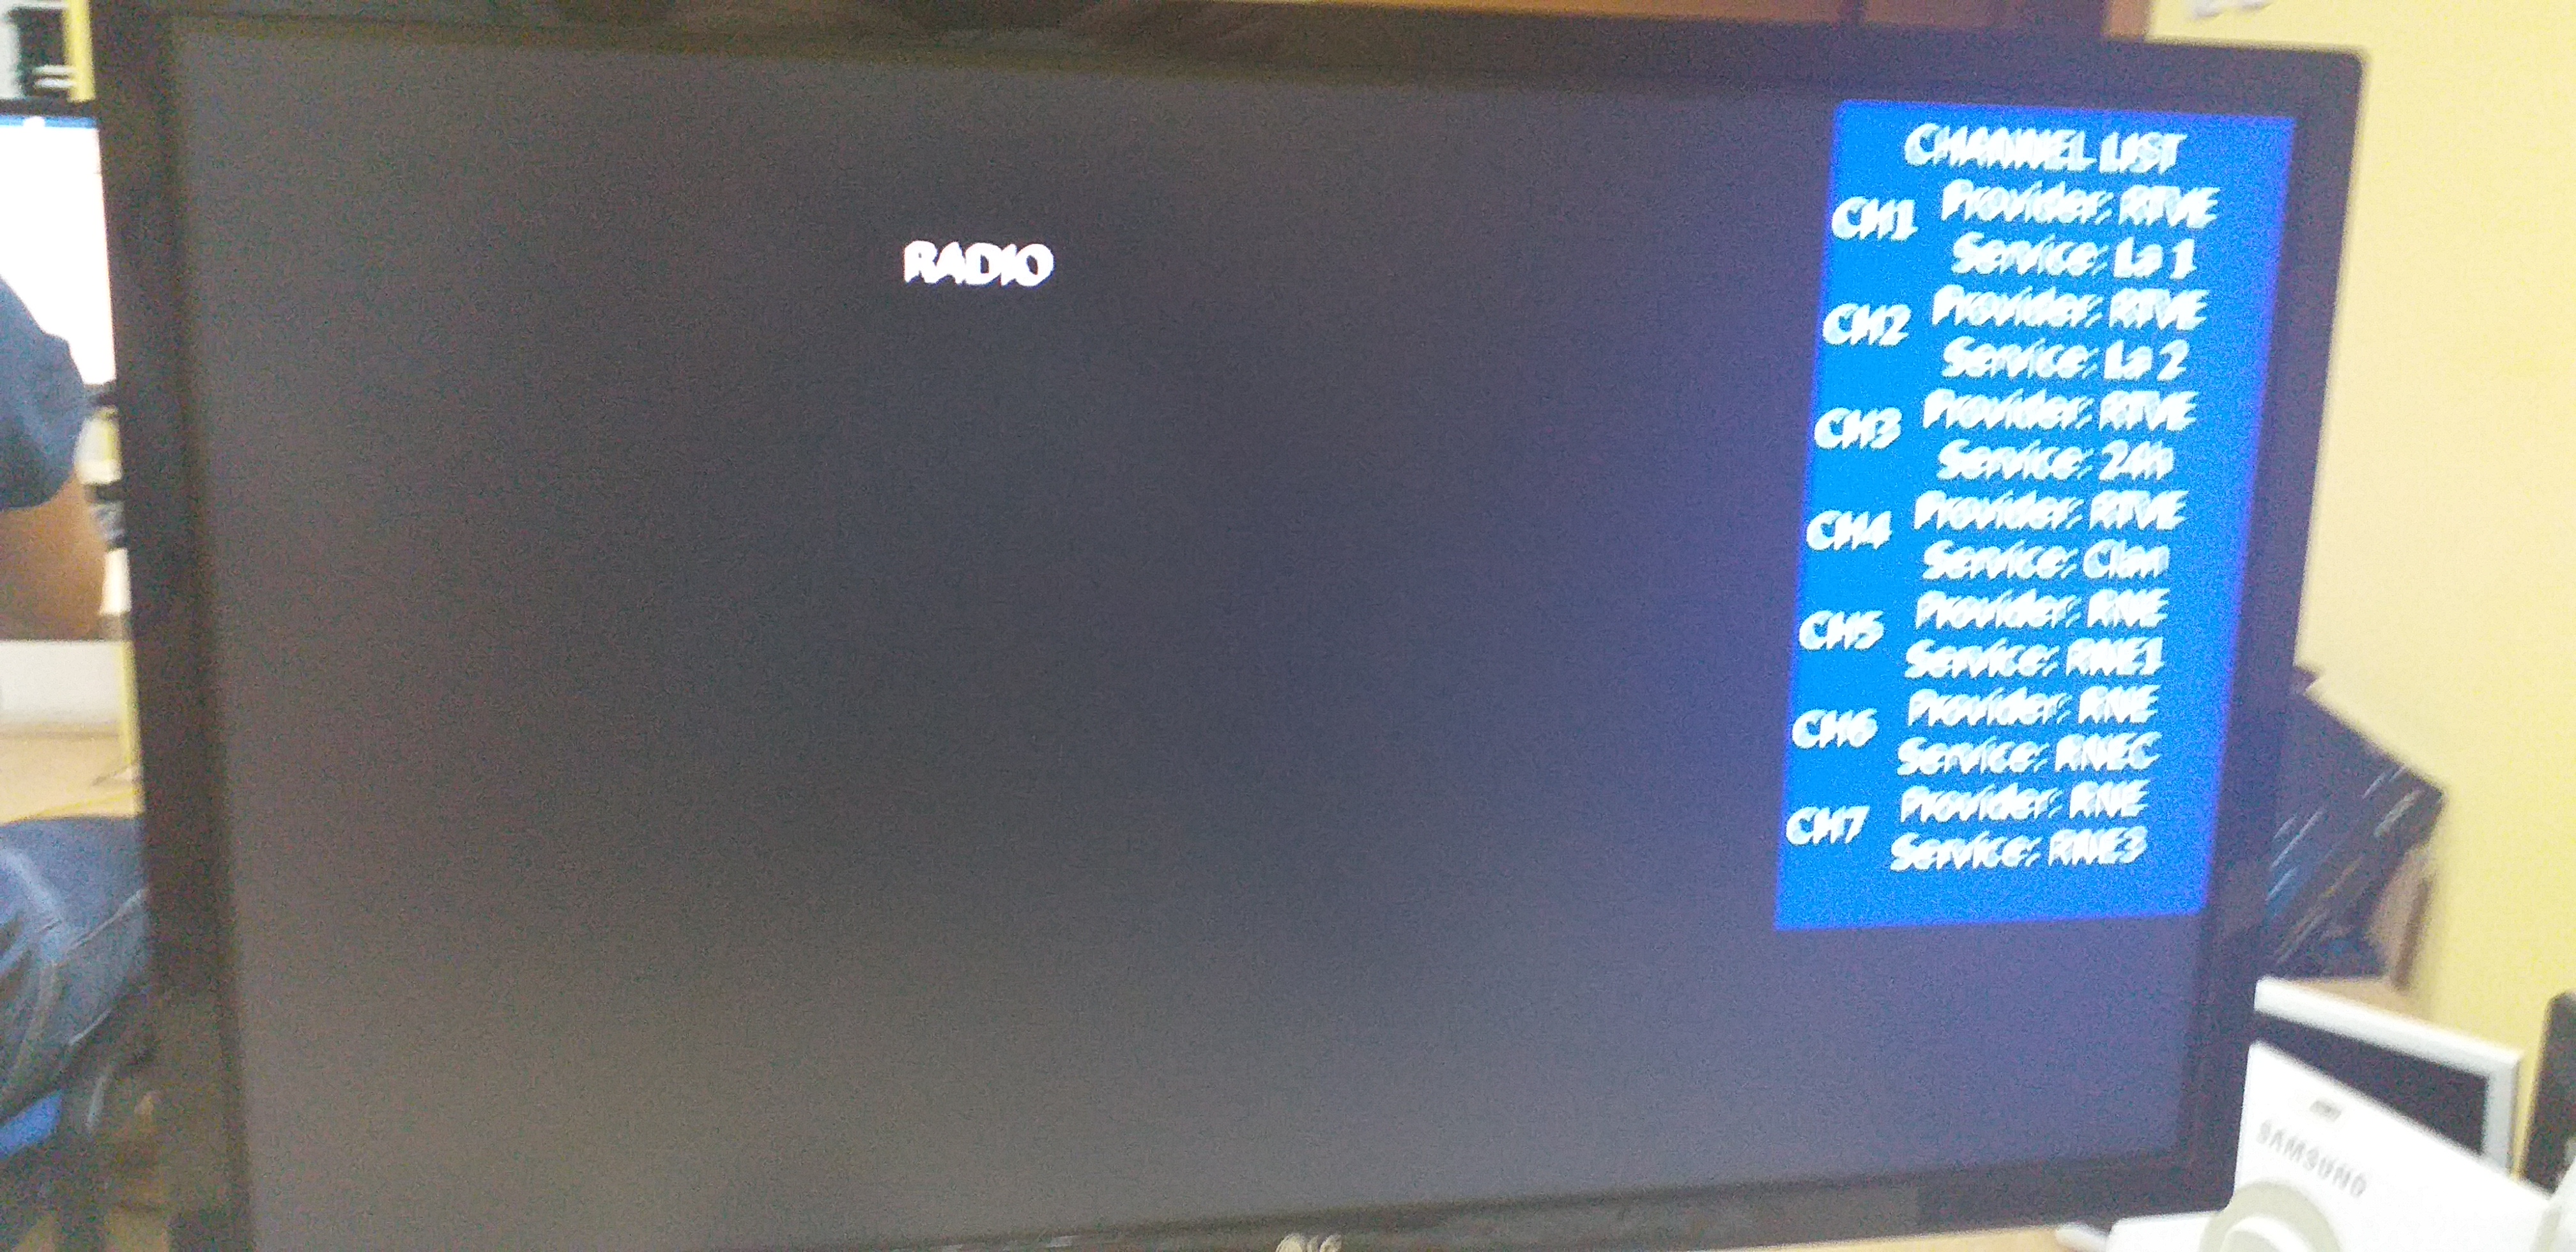 RADIO
CHANNEL LIST
CH1 Provider: RTVE
Service: La 1
CH2 Provider: RTVE
Service: La 2
CH3 Provider: RTVE
Service: 24h
CH4 Provider: RTVE
Service: Clan
CH5 Provider: RNE
Service: RNE1
CH6 Provider: RNE
Service: RNEC
CH7 Provider: RNE
Service: RNE3
SAMSUNG
LG